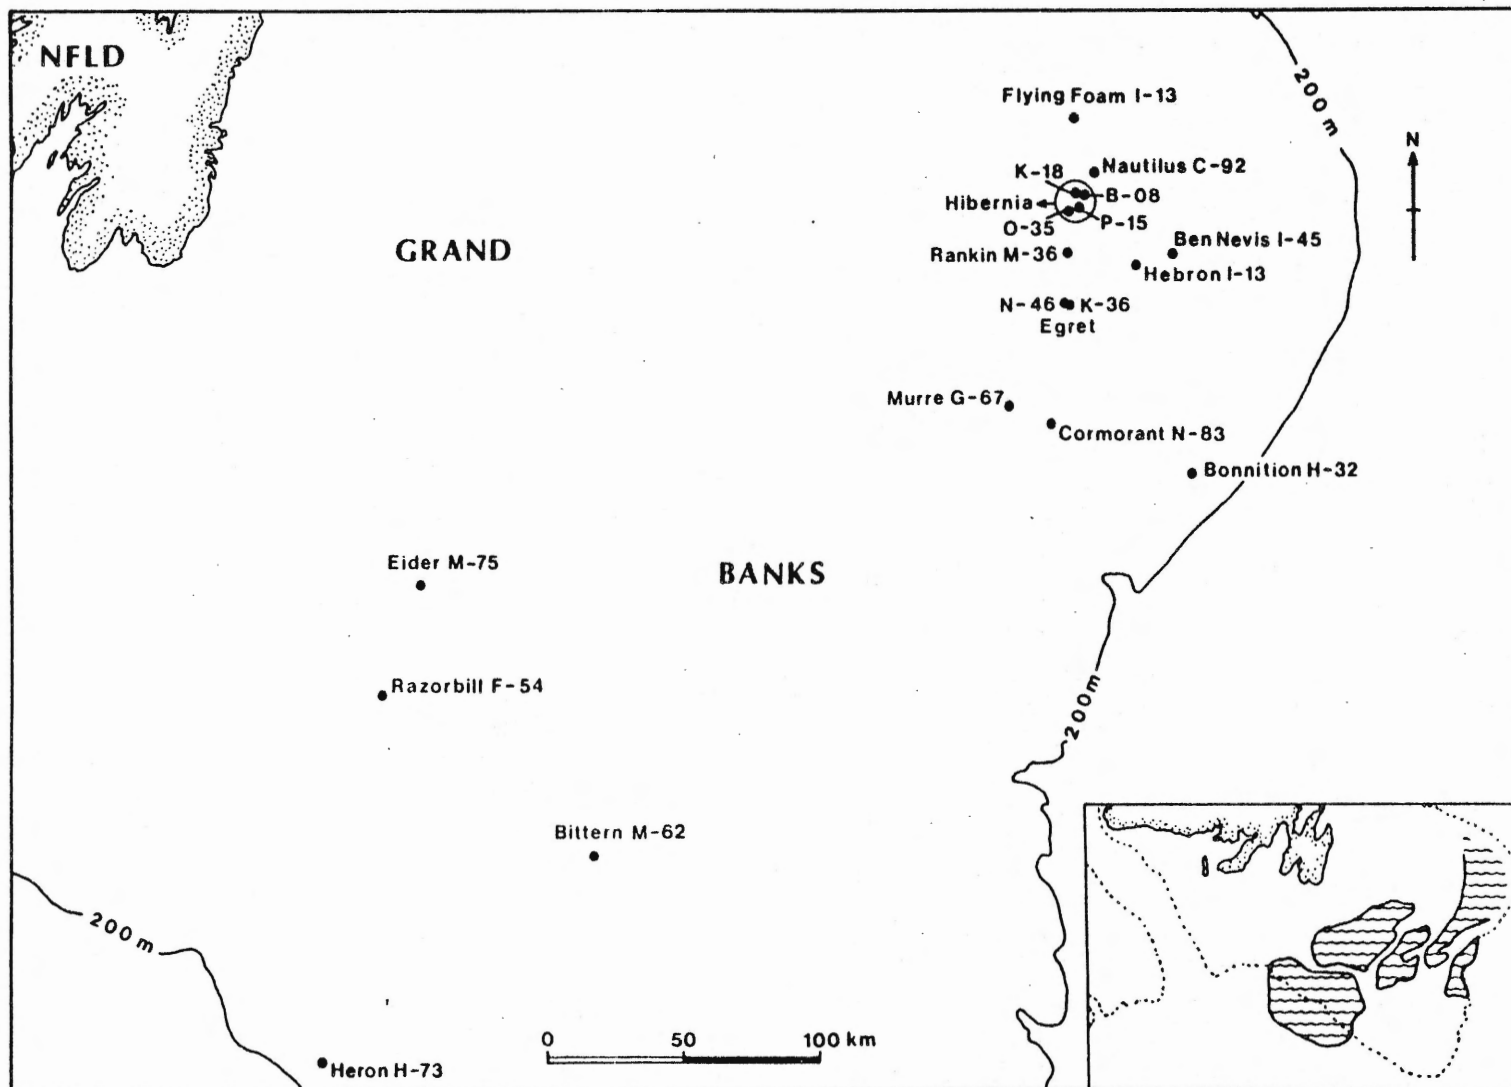 NFLD
200 m
Flying Foam I-13
N
K-18
Nautilus C-92
B-08
Hibernia
P-15
O-35
Ben Nevis I-45
GRAND
Rankin M-36
Hebron I-13
N-46 K-36
Egret
Murre G-67
Cormorant N-83
Bonnition H-32
Eider M-75
BANKS
Razorbill F-54
200m
Bittern M-62
200 m
0 50 100 km
Heron H-73